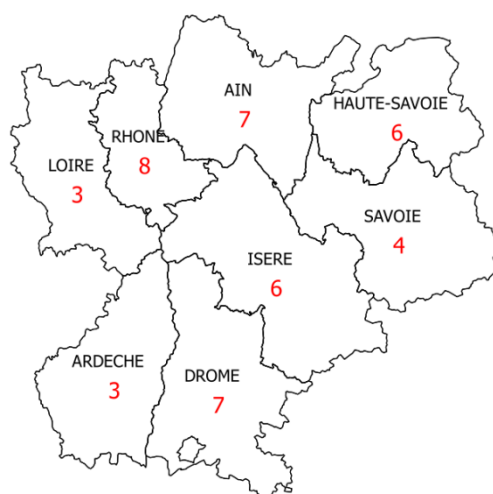 AIN
7
HAUTE-SAVOIE
6
RHONE
8
LOIRE
3
SAVOIE
4
ISERE
6
ARDECHE
3
DROME
7